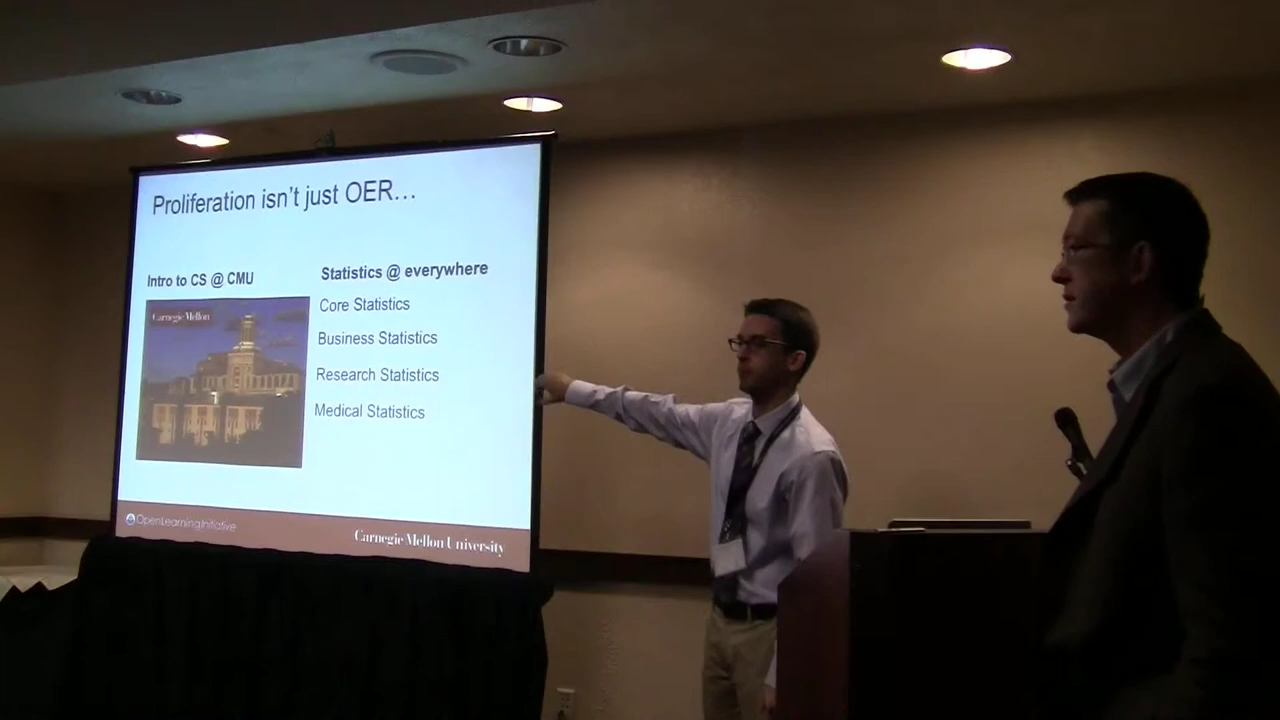 Proliferation isn't just OER…
Intro to CS @ CMU
Carnegie Mellon
Statistics @ everywhere
Core Statistics
Business Statistics
Research Statistics
Medical Statistics
OpenLearningInitiative
Carnegie Mellon University